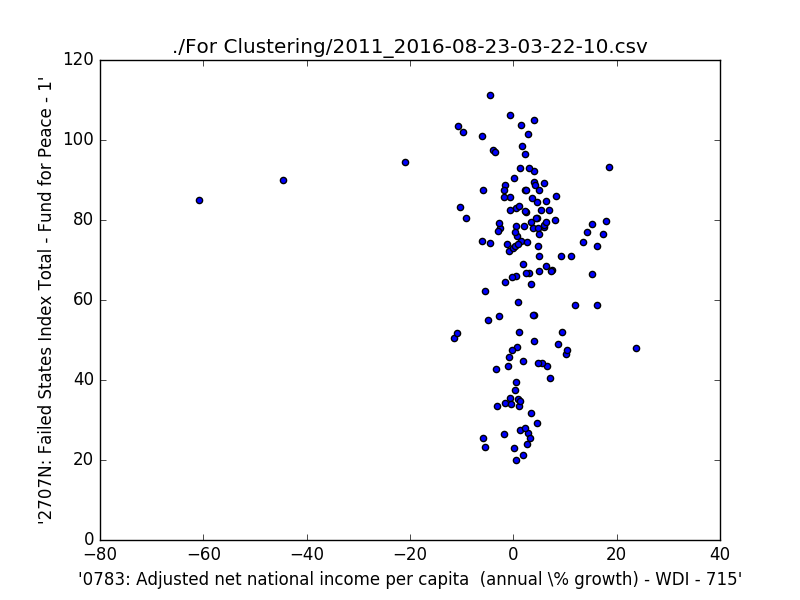 ./For Clustering/2011_2016-08-23-03-22-10.csv
120
100
80
60
40
20
0
'2707N: Failed States Index Total - Fund for Peace - 1'
−80 −60 −40 −20 0 20 40
'0783: Adjusted net national income per capita  (annual \% growth) - WDI - 715'